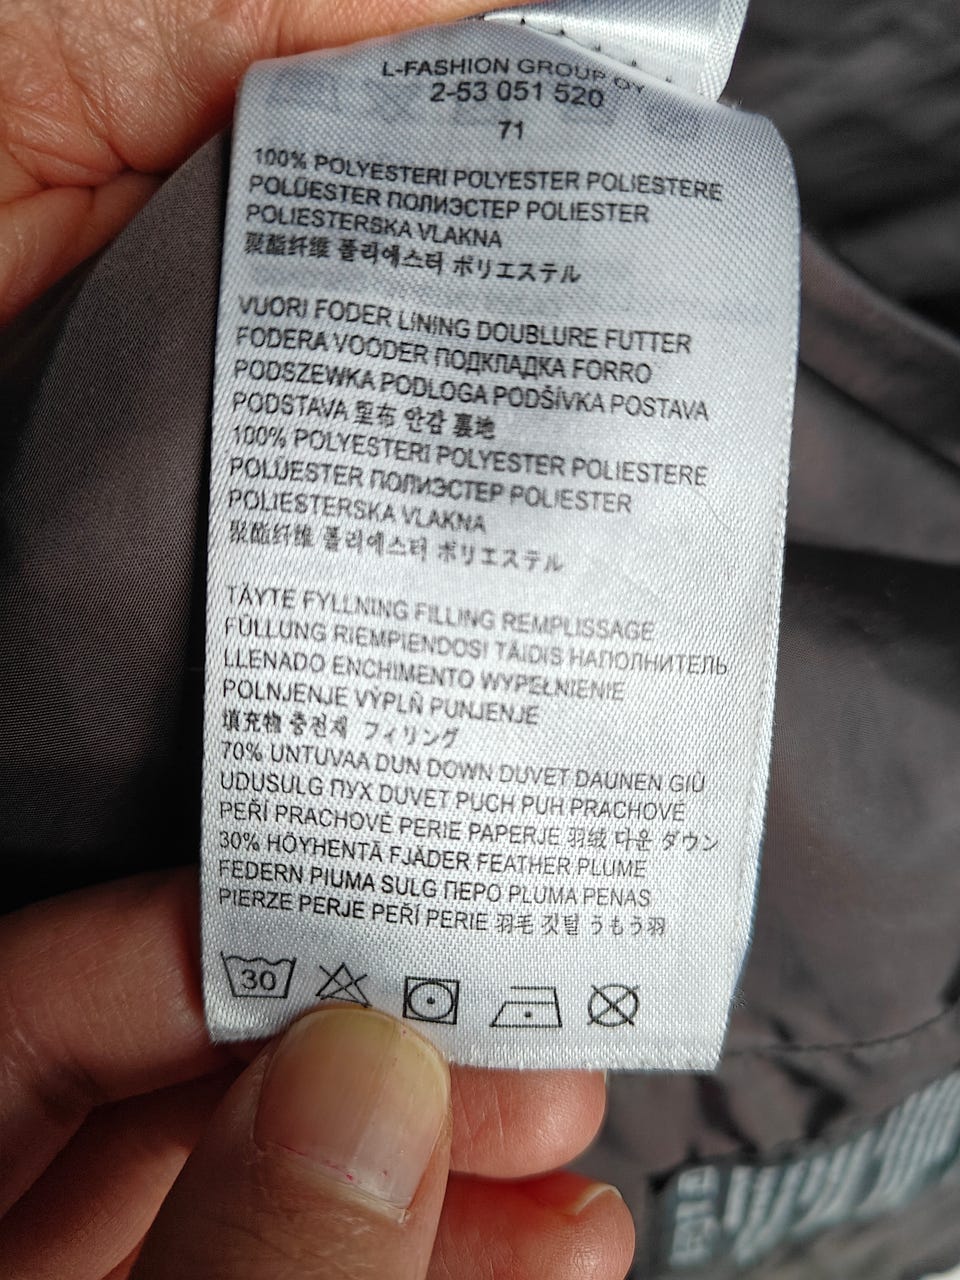 L-FASHION GROUP OY
2-53 051 520
71
100% POLYESTERI POLYESTER POLIESTERE
POLÜESTER ПОЛИЭСТЕР POLIESTER
POLIESTERSKA VLAKNA
聚酯纤维 폴리에스터 ポリエステル
VUORI FODER LINING DOUBLURE FUTTER
FODERA VOODER ПОДКЛАДКА FORRO
PODSZEWKA PODLOGA PODŠÍVKA POSTAVA
PODSTAVA 里布 안감 裏地
100% POLYESTERI POLYESTER POLIESTERE
POLÜESTER ПОЛИЭСТЕР POLIESTER
POLIESTERSKA VLAKNA
聚酯纤维 폴리에스터 ポリエステル
TÄYTE FYLLNING FILLING REMPLISSAGE
FÜLLUNG RIEMPIENDOSI TÄIDIS НАПОЛНИТЕЛЬ
LLENADO ENCHIMENTO WYPEŁNIENIE
POLNJENJE VÝPLŇ PUNJENJE
填充物 충전재 フィリング
70% UNTUVAA DUN DOWN DUVET DAUNEN GIÙ
UDUSULG ПУХ DUVET PUCH PUH PRACHOVÉ
PEŘÍ PRACHOVÉ PERIE PAPERJE 羽绒 다운 ダウン
30% HÖYHENTÄ FJÄDER FEATHER PLUME
FEDERN PIUMA SULG ПЕРО PLUMA PENAS
PIERZE PERJE PEŘÍ PERIE 羽毛 깃털 うもう羽
30